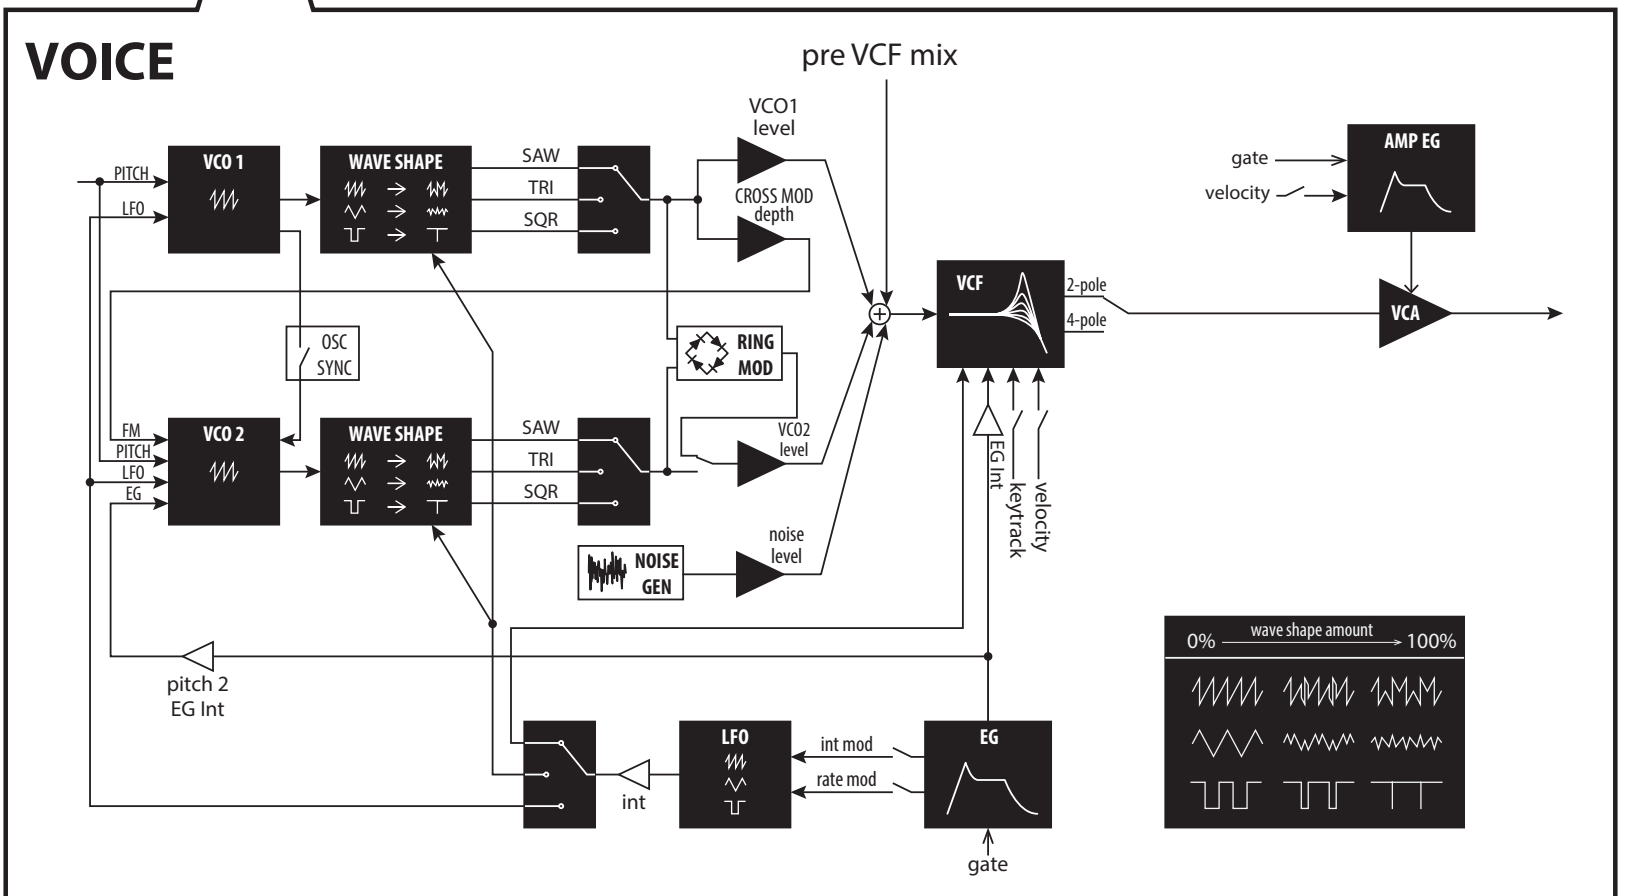 VOICE
pre VCF mix
VCO1
level
CROSS MOD
depth
PITCH
LFO
VCO 1
WAVE SHAPE
SAW
TRI
SQR
OSC
SYNC
RING
MOD
FM
PITCH
LFO
EG
VCO 2
WAVE SHAPE
SAW
TRI
SQR
VCO2
level
NOISE
GEN
noise
level
VCF
2-pole
4-pole
EG Int
keytrack
velocity
gate
velocity
AMP EG
VCA
pitch 2
EG Int
int
LFO
int mod
rate mod
EG
gate
wave shape amount
0%
100%